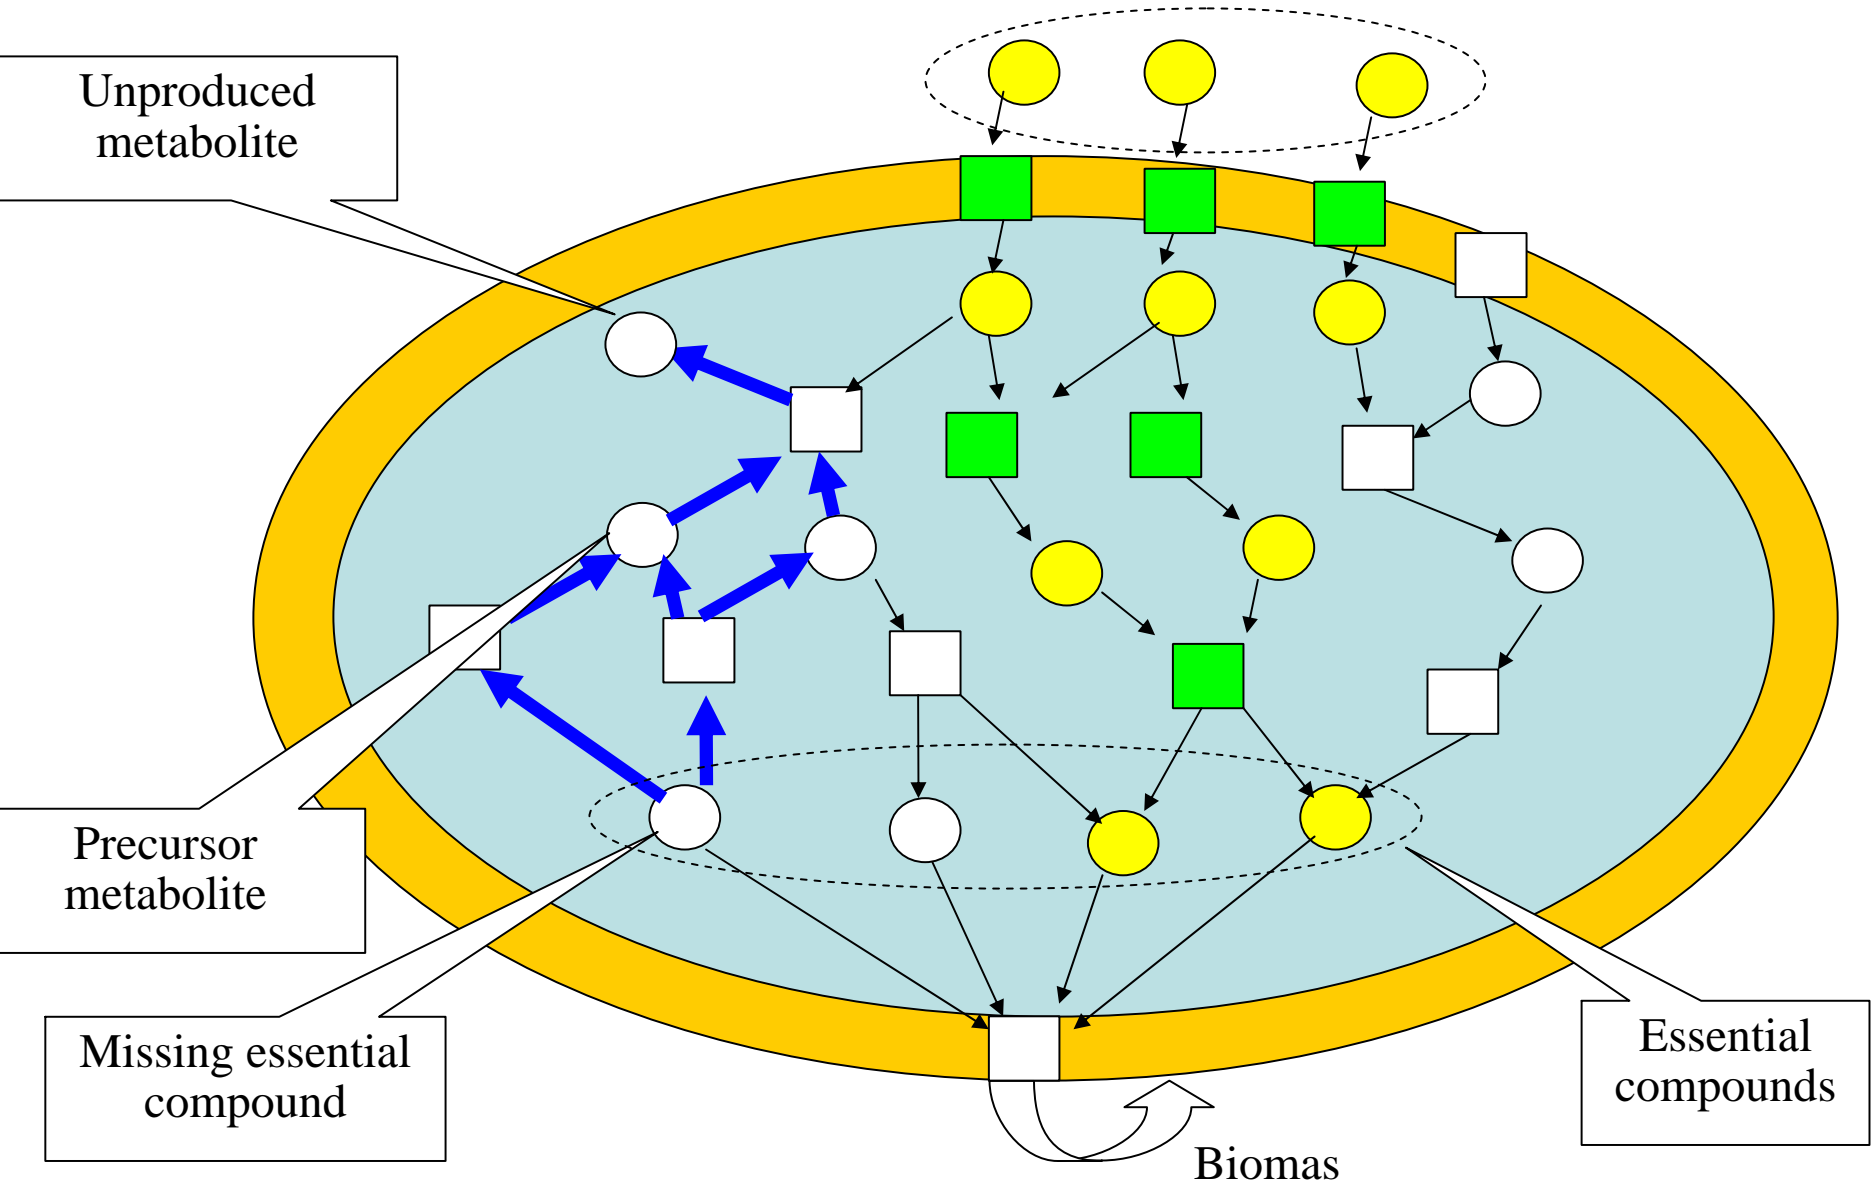 Unproduced
metabolite
Precursor
metabolite
Missing essential
compound
Essential
compounds
Biomas